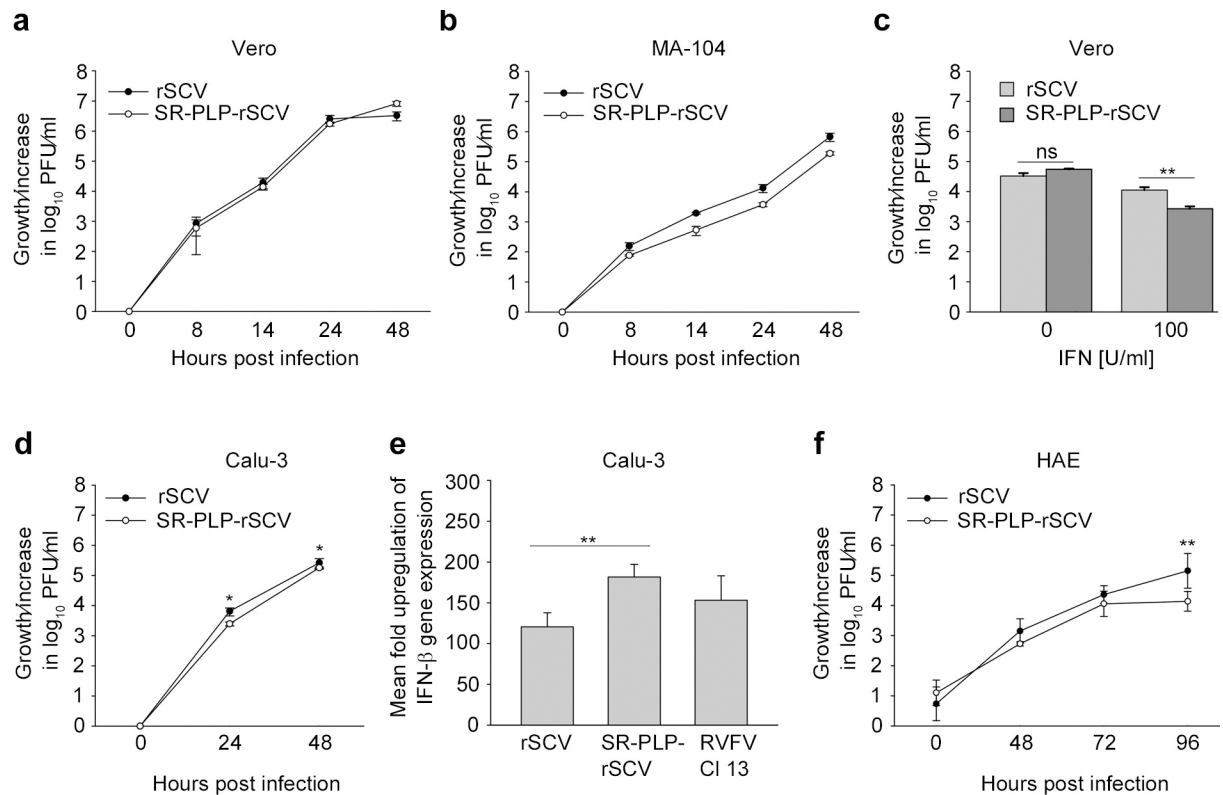 a
Vero
Growth/increase
in log10 PFU/ml
8
7
6
5
4
3
2
1
0
rSCV
SR-PLP-rSCV
0 8 14 24 48
Hours post infection
b
MA-104
Growth/increase
in log10 PFU/ml
8
7
6
5
4
3
2
1
0
rSCV
SR-PLP-rSCV
0 8 14 24 48
Hours post infection
c
Vero
Growth/increase
in log10 PFU/ml
8
7
6
5
4
3
2
1
0
rSCV
SR-PLP-rSCV
ns
**
0 100
IFN [U/ml]
d
Calu-3
Growth/increase
in log10 PFU/ml
8
7
6
5
4
3
2
1
0
rSCV
SR-PLP-rSCV
*
*
0 24 48
Hours post infection
e
Calu-3
Mean fold upregulation of
IFN-β gene expression
300
250
200
150
100
50
0
**
rSCV SR-PLP- RVFV
rSCV Cl 13
f
HAE
Growth/increase
in log10 PFU/ml
8
7
6
5
4
3
2
1
0
rSCV
SR-PLP-rSCV
**
0 48 72 96
Hours post infection